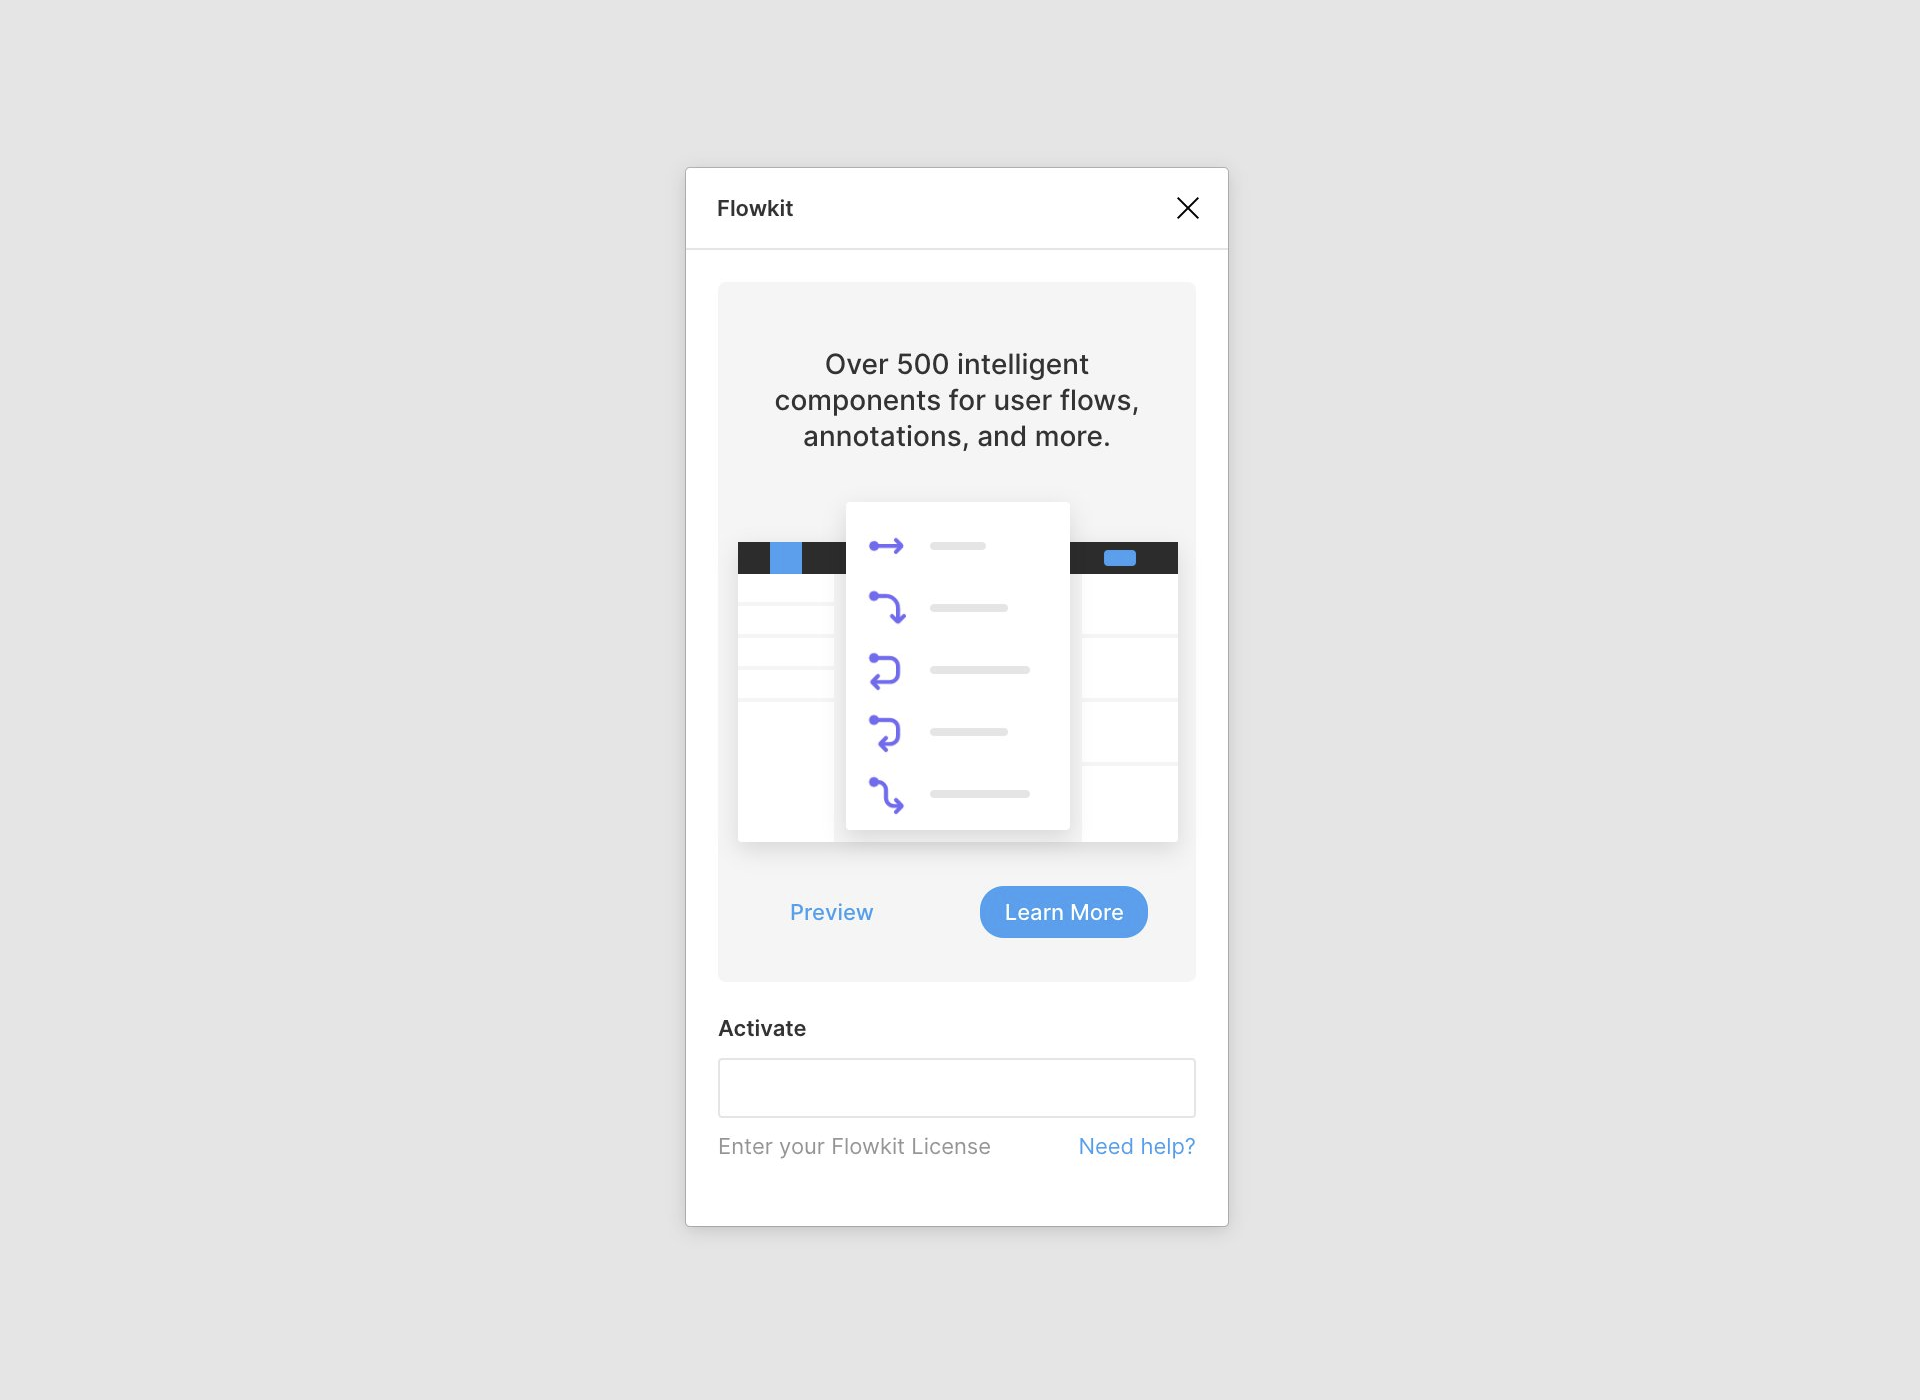 Flowkit
Over 500 intelligent
components for user flows,
annotations, and more.
Preview
Learn More
Activate
Enter your Flowkit License
Need help?